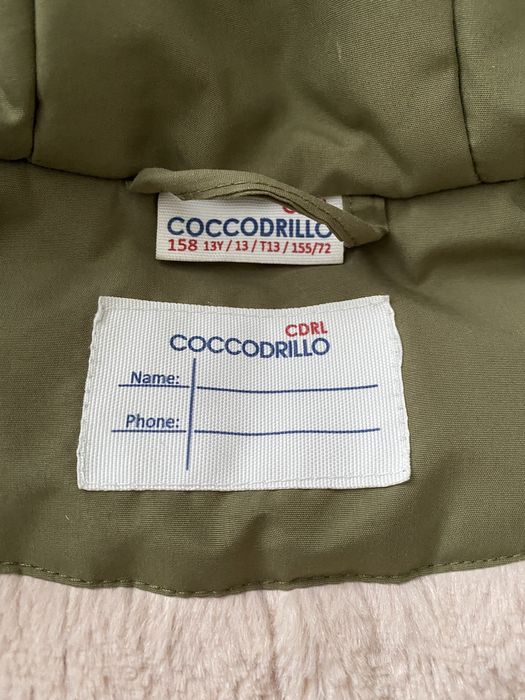 COCCODRILLO
158 13Y / 13 / T13 / 155/72
CDRL
COCCODRILLO
Name:
Phone: